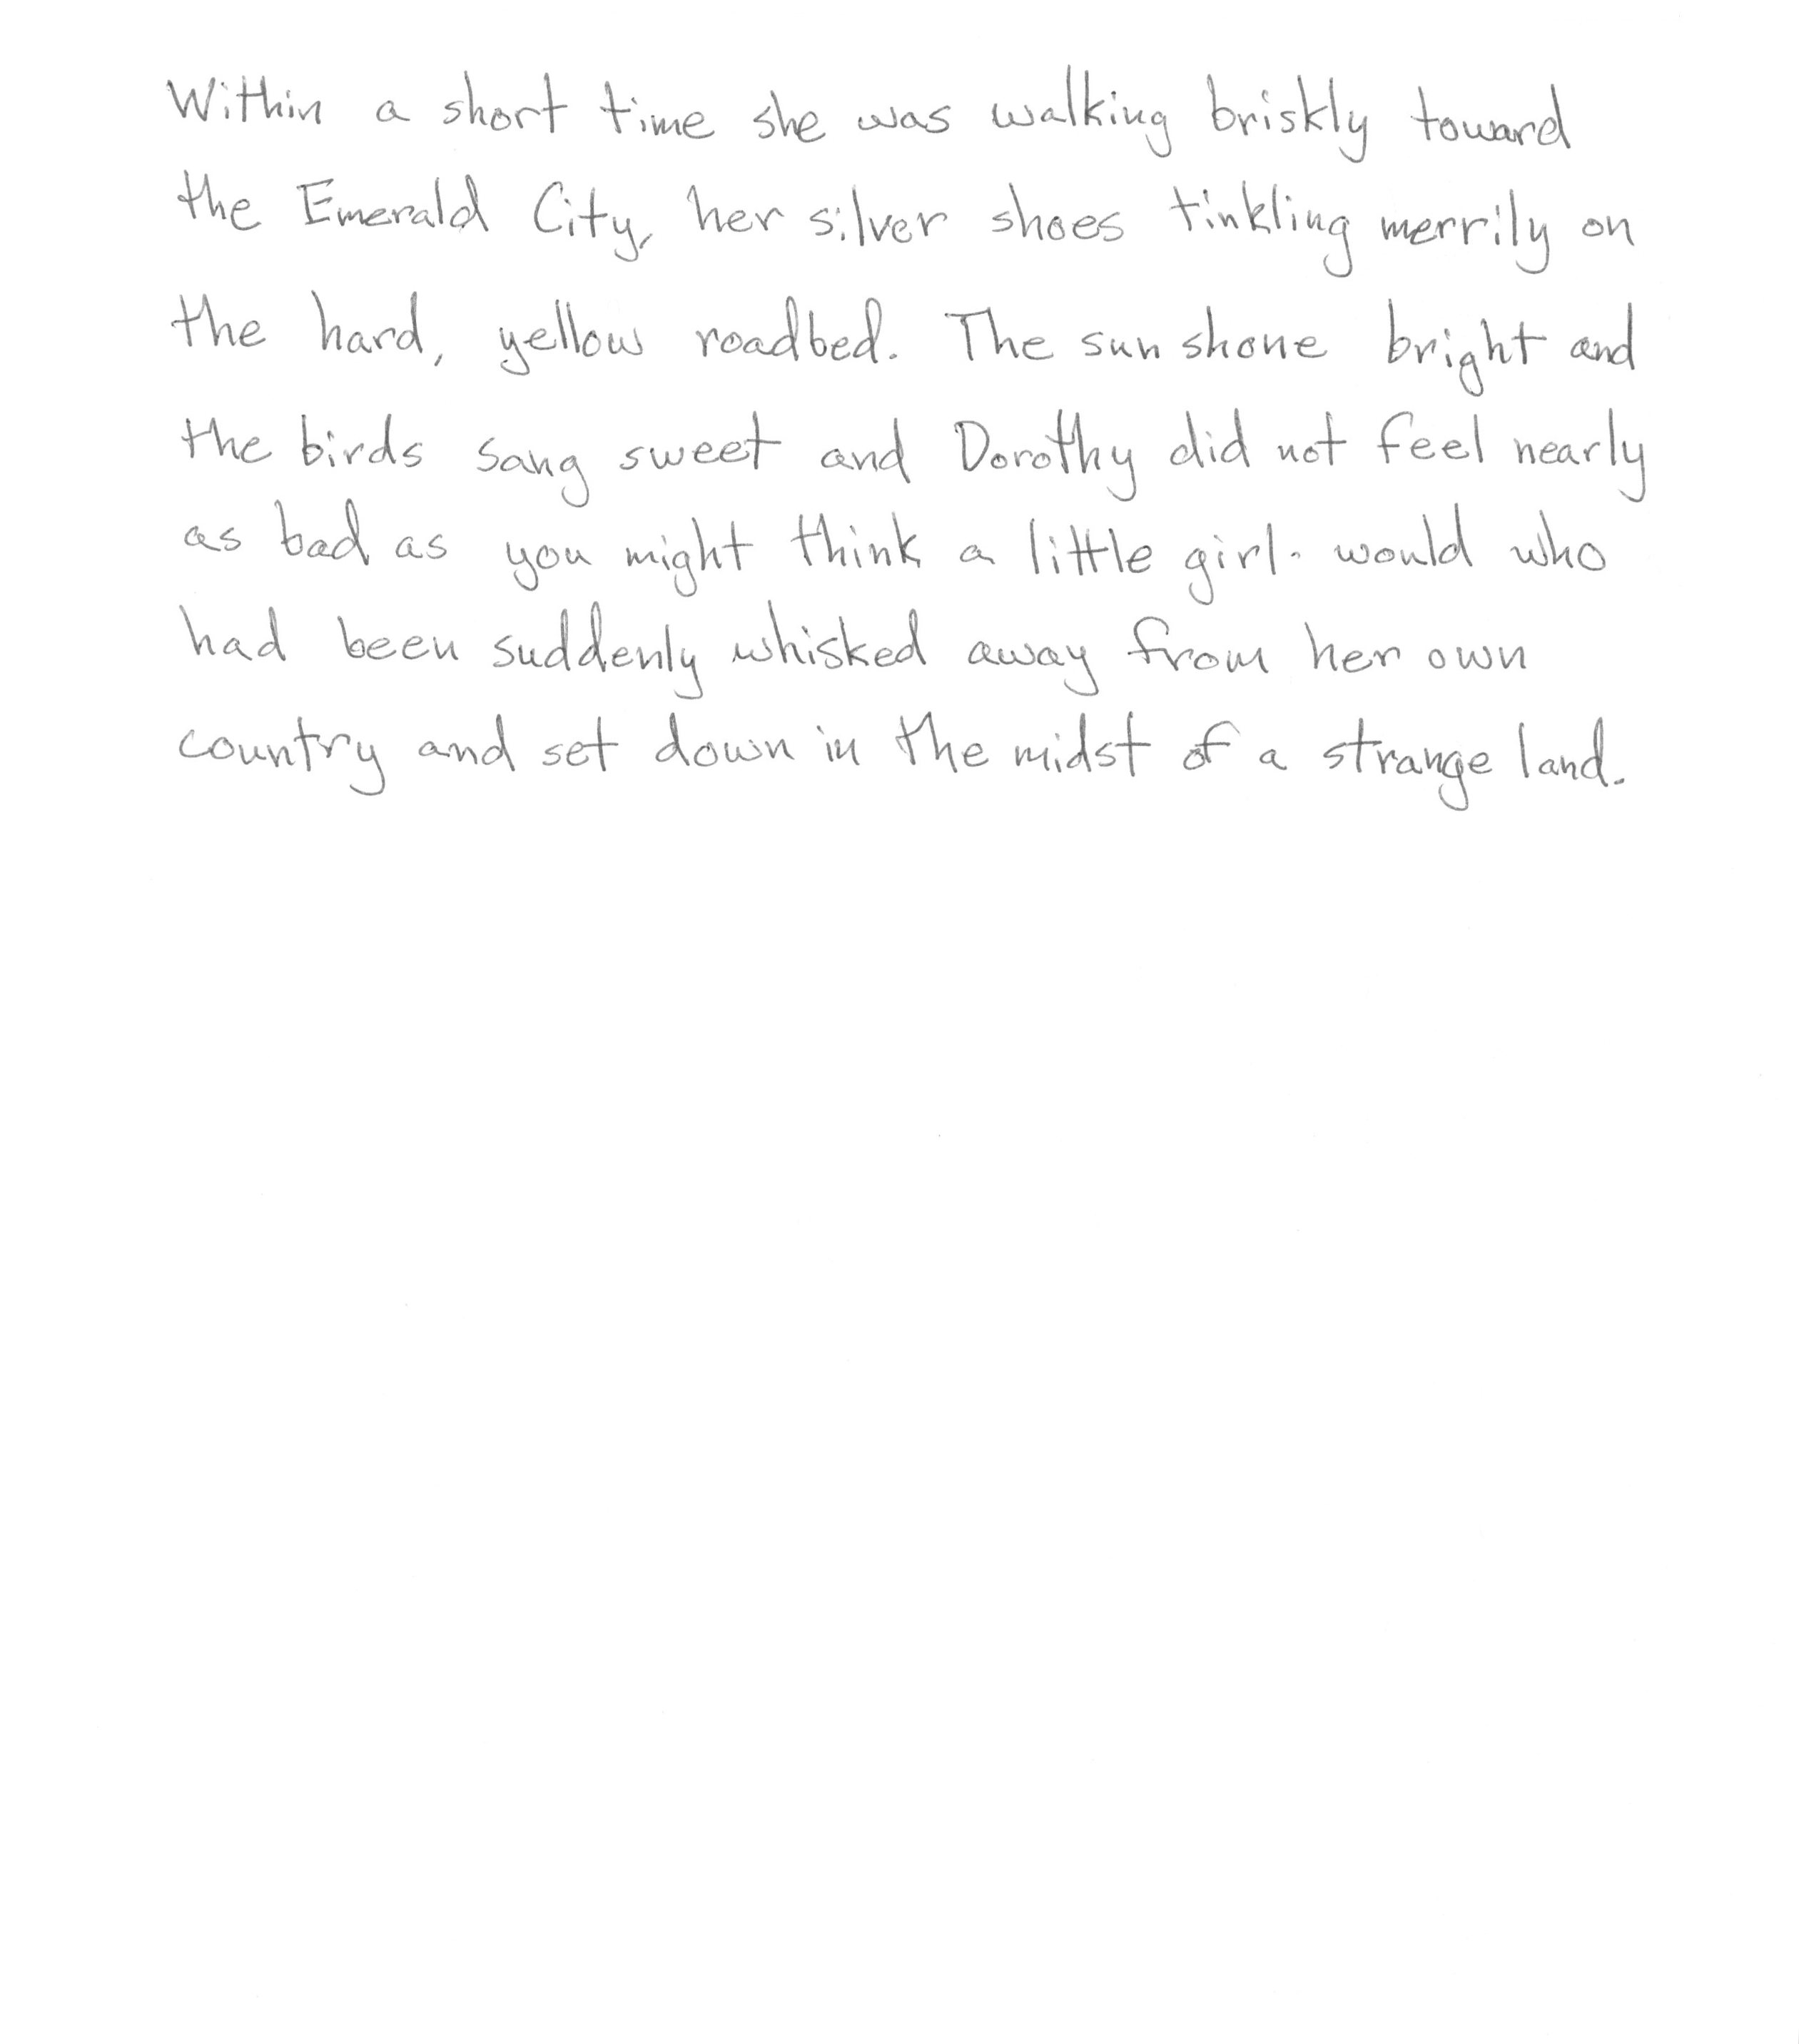 Within a short time she was walking briskly toward
the Emerald City, her silver shoes tinkling merrily on
the hard, yellow roadbed. The sun shone bright and
the birds sang sweet and Dorothy did not feel nearly
as bad as you might think a little girl. would who
had been suddenly whisked away from her own
country and set down in the midst of a strange land.